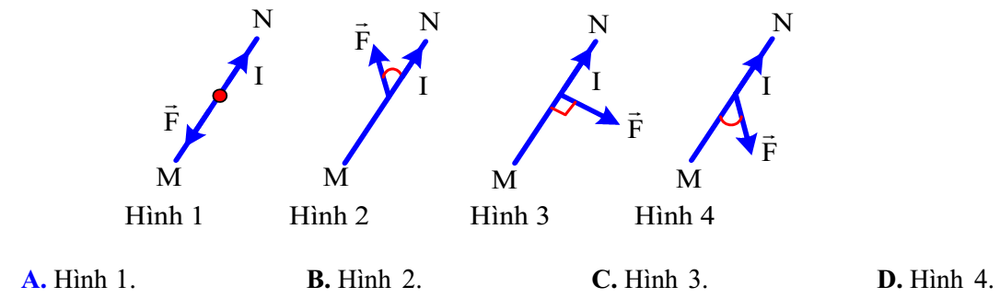 N N N N
F⃗ I F⃗ I I F⃗ I F⃗
M M M M
Hình 1 Hình 2 Hình 3 Hình 4
A. Hình 1. B. Hình 2. C. Hình 3. D. Hình 4.